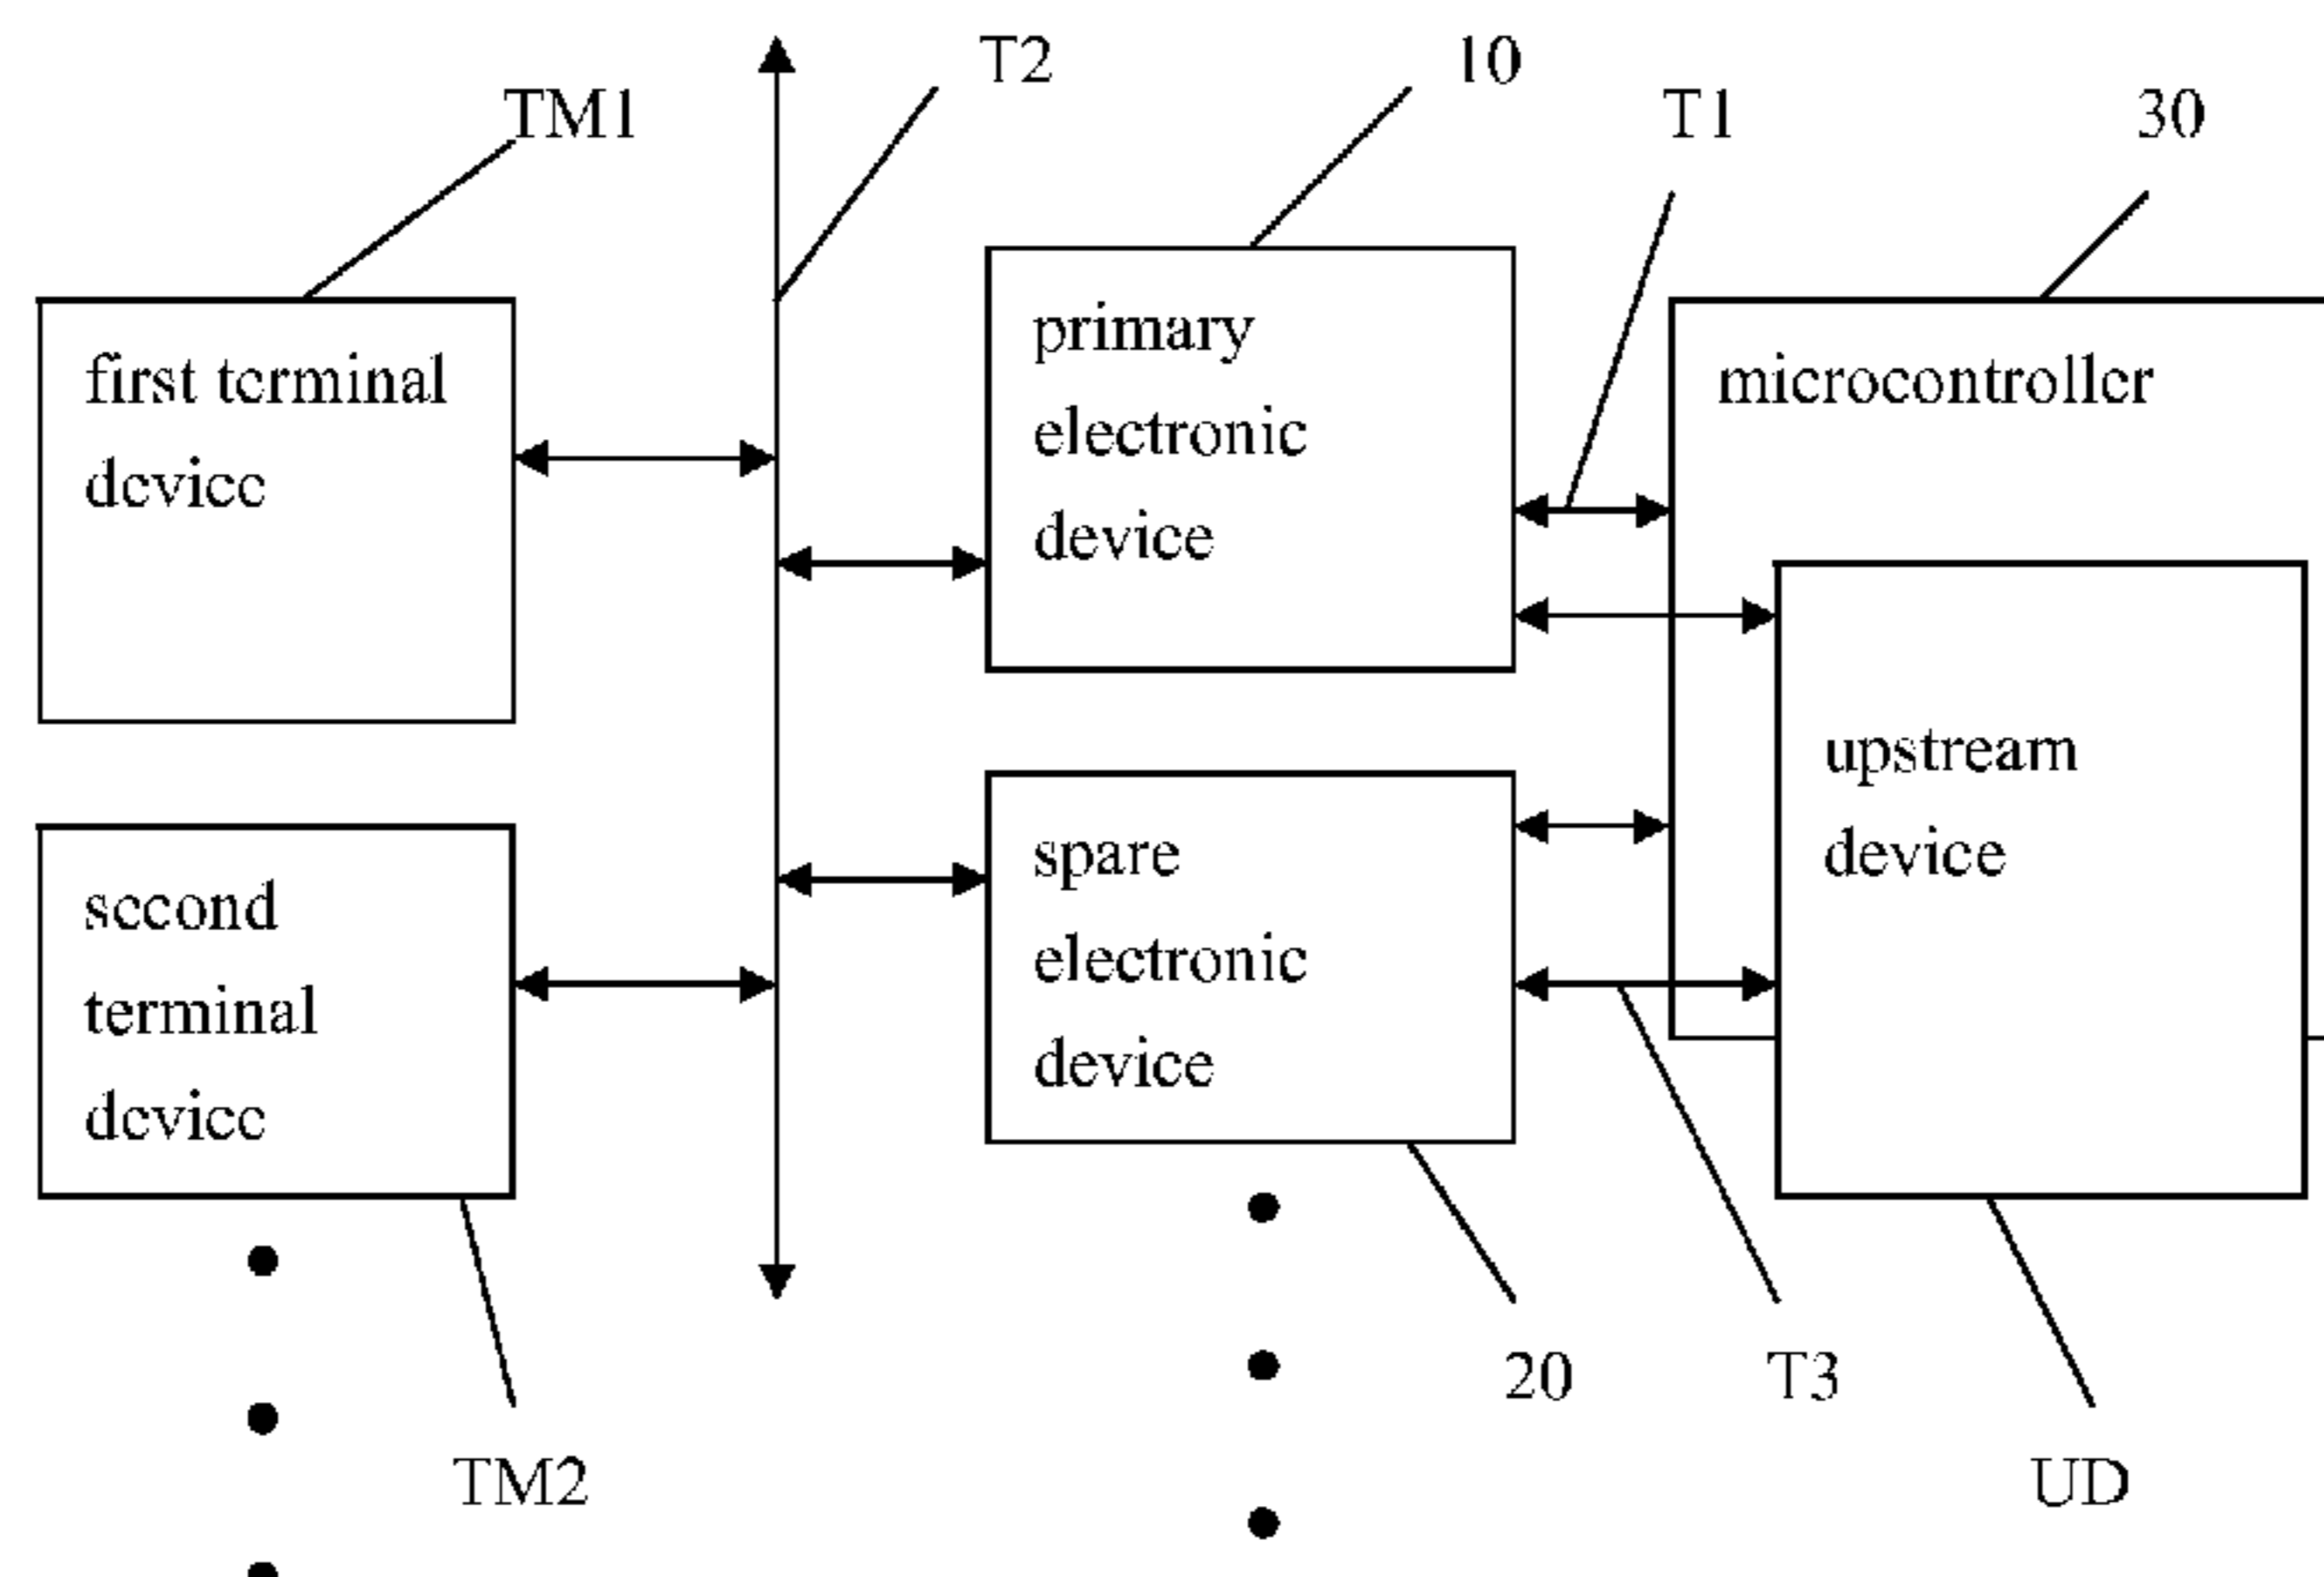 T2
10
TM1
T1
30
first terminal
device
primary
electronic
device
microcontroller
upstream
device
second
terminal
device
spare
electronic
device
20
T3
TM2
UD